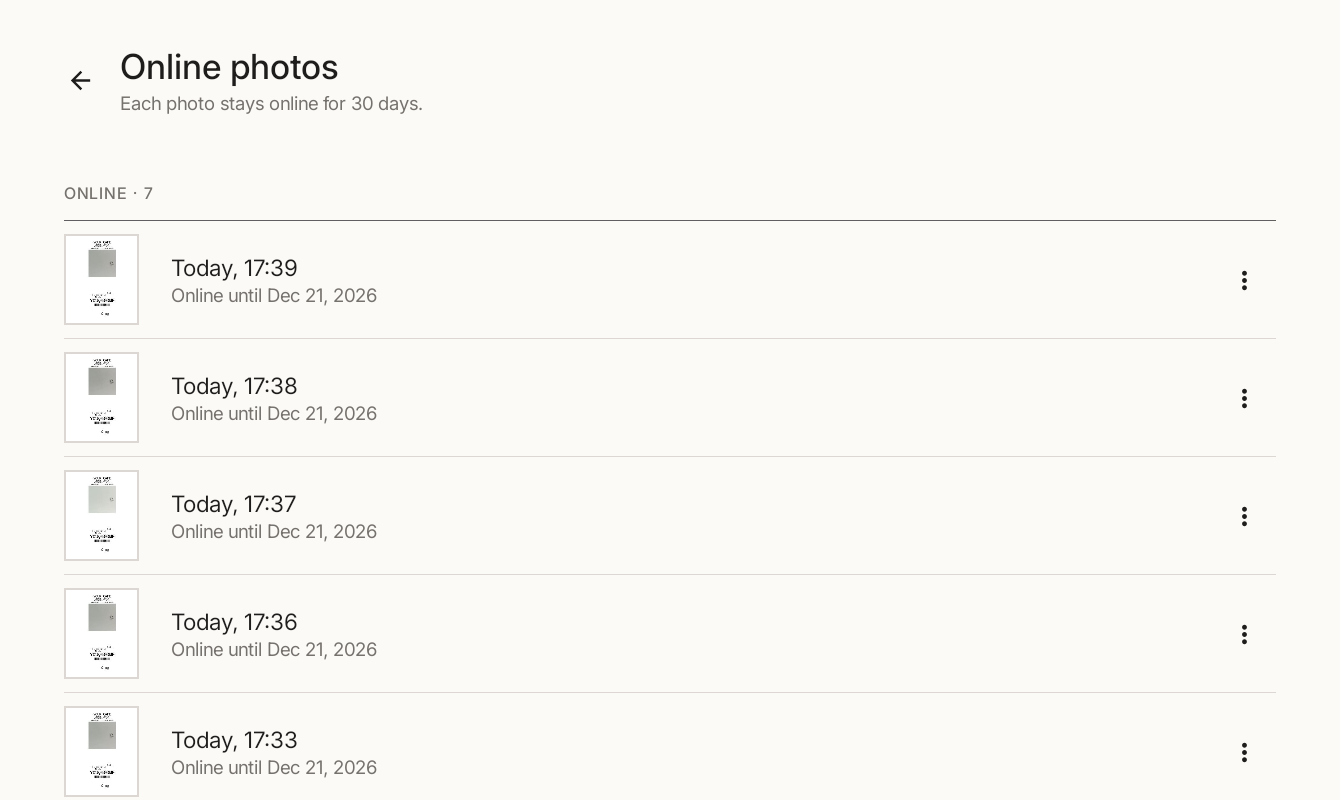 Online photos
Each photo stays online for 30 days.
ONLINE · 7
Today, 17:39
Online until Dec 21, 2026
Today, 17:38
Online until Dec 21, 2026
Today, 17:37
Online until Dec 21, 2026
Today, 17:36
Online until Dec 21, 2026
Today, 17:33
Online until Dec 21, 2026